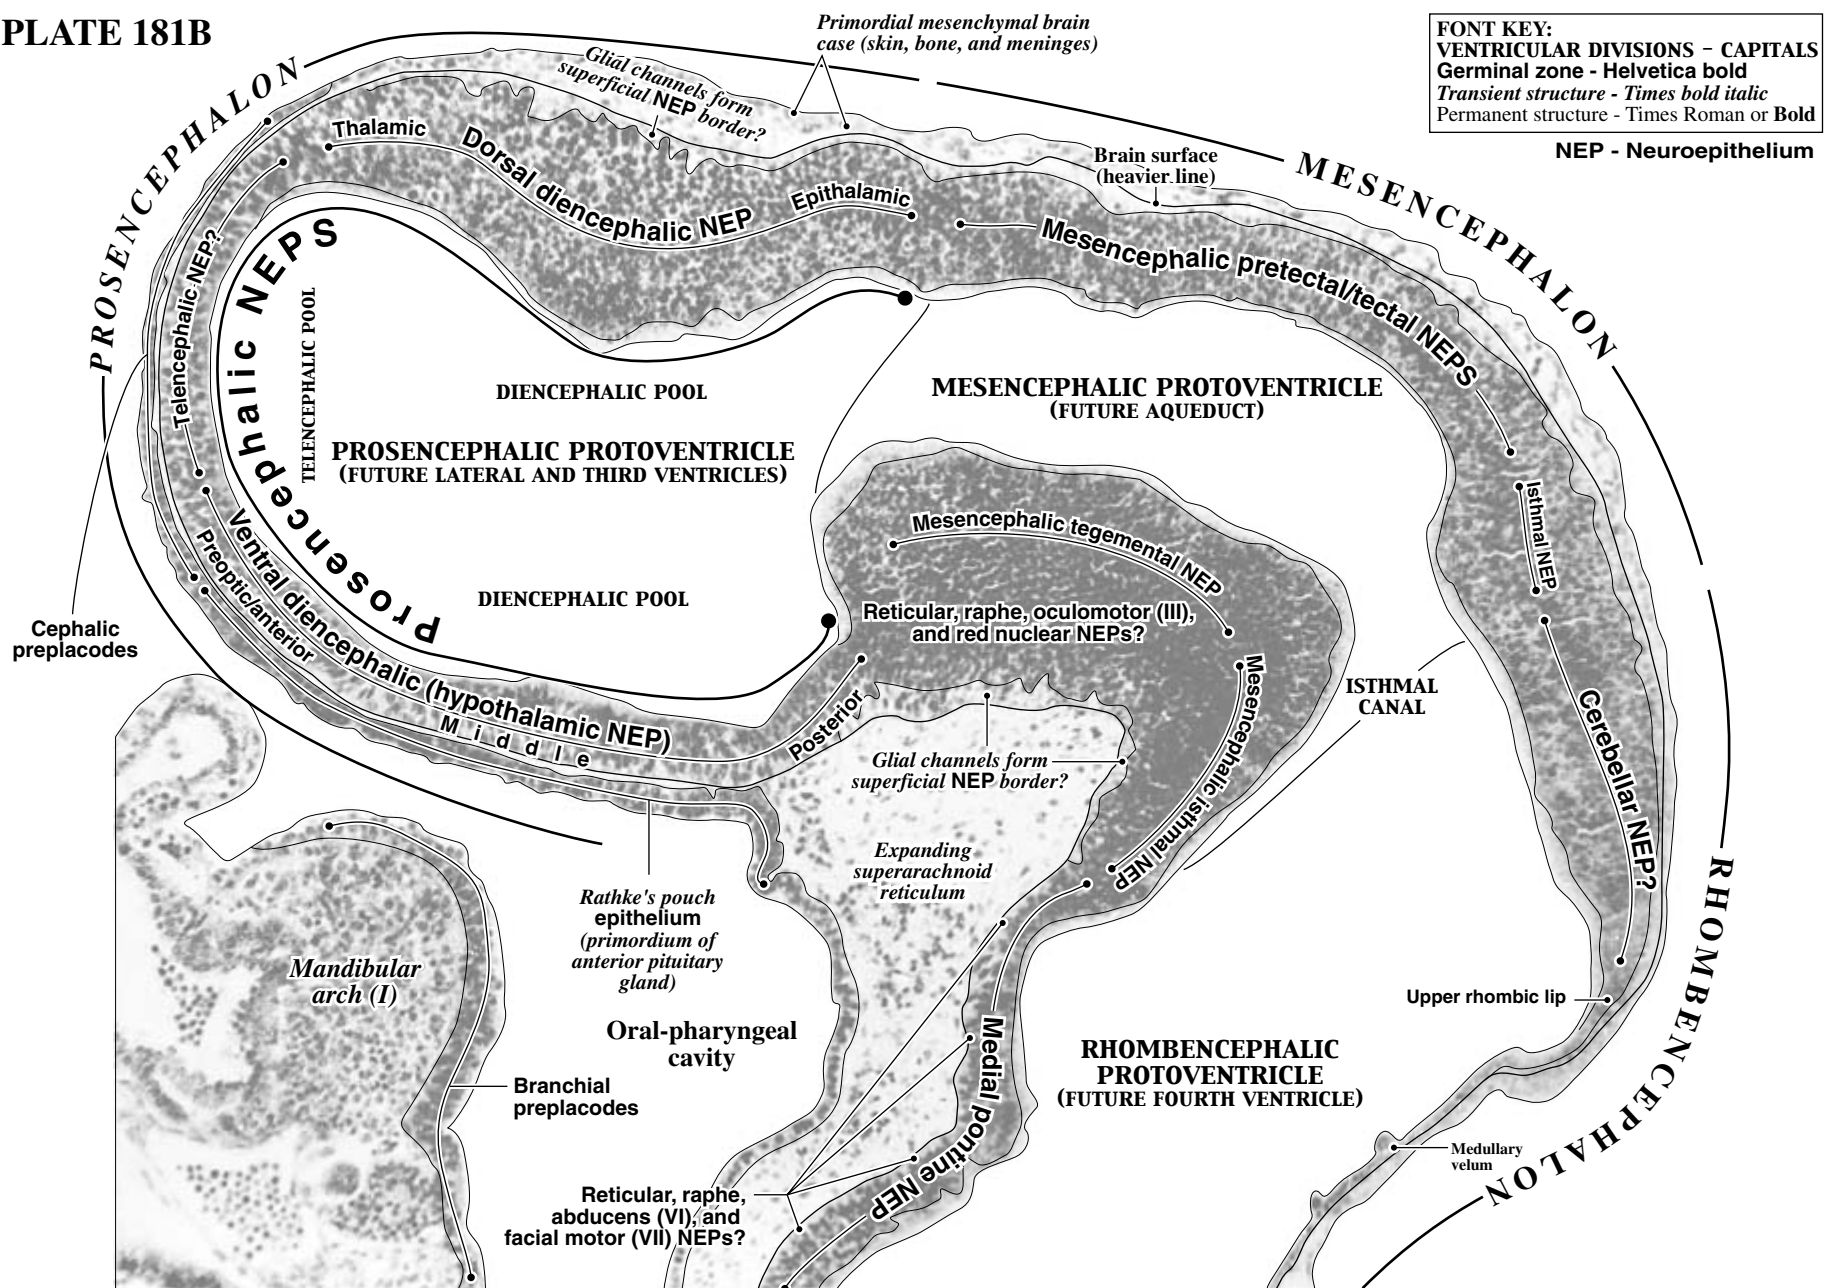 PLATE 181B
Primordial mesenchymal brain
case (skin, bone, and meninges)
FONT KEY:
VENTRICULAR DIVISIONS – CAPITALS
Germinal zone - Helvetica bold
Transient structure - Times bold italic
Permanent structure - Times Roman or Bold
NEP - Neuroepithelium
PROSENCEPHALON
Glial channels form
superficial NEP border?
Thalamic
Dorsal diencephalic NEP
Epithalamic
Brain surface
(heavier line)
MESENCEPHALON
Mesencephalic pretectal/tectal NEPS
Telencephalic NEP?
Prosencephalic NEPS
TELENCEPHALIC POOL
DIENCEPHALIC POOL
PROSENCEPHALIC PROTOVENTRICLE
(FUTURE LATERAL AND THIRD VENTRICLES)
MESENCEPHALIC PROTOVENTRICLE
(FUTURE AQUEDUCT)
Isthmal NEP
Mesencephalic tegemental NEP
DIENCEPHALIC POOL
Reticular, raphe, oculomotor (III),
and red nuclear NEPs?
Cephalic
preplacodes
Ventral diencephalic (hypothalamic NEP)
Preoptic/anterior
Middle
Posterior
Mesencephalic isthmal NEP
ISTHMAL
CANAL
Cerebellar NEP?
Glial channels form
superficial NEP border?
Expanding
superarachnoid
reticulum
Rathke's pouch
epithelium
(primordium of
anterior pituitary
gland)
Mandibular
arch (I)
Oral-pharyngeal
cavity
Upper rhombic lip
RHOMBENCEPHALON
Medial pontine NEP
RHOMBENCEPHALIC
PROTOVENTRICLE
(FUTURE FOURTH VENTRICLE)
Branchial
preplacodes
Medullary
velum
Reticular, raphe,
abducens (VI), and
facial motor (VII) NEPs?